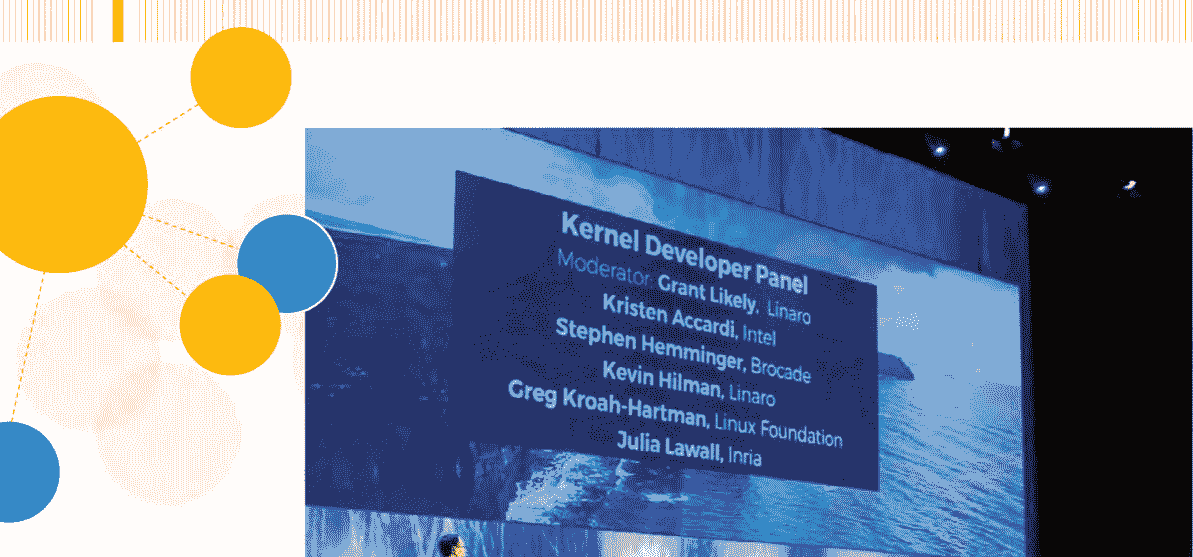 Kernel Developer Panel
Moderator Grant Likely, Linaro
Kristen Accardi, Intel
Stephen Hemminger, Brocade
Kevin Hilman, Linaro
Greg Kroah-Hartman, Linux Foundation
Julia Lawall, Inria